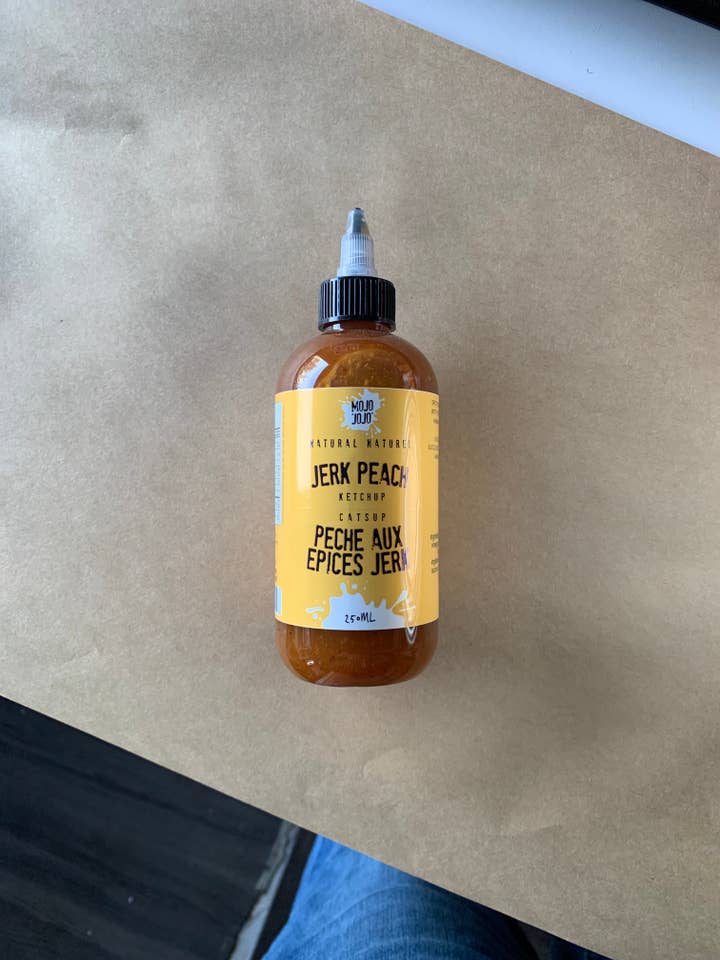 MOJO
JOJO
NATURAL NATUREL
JERK PEACH
KETCHUP
CATSUP
PECHE AUX
EPICES JERK
250ML